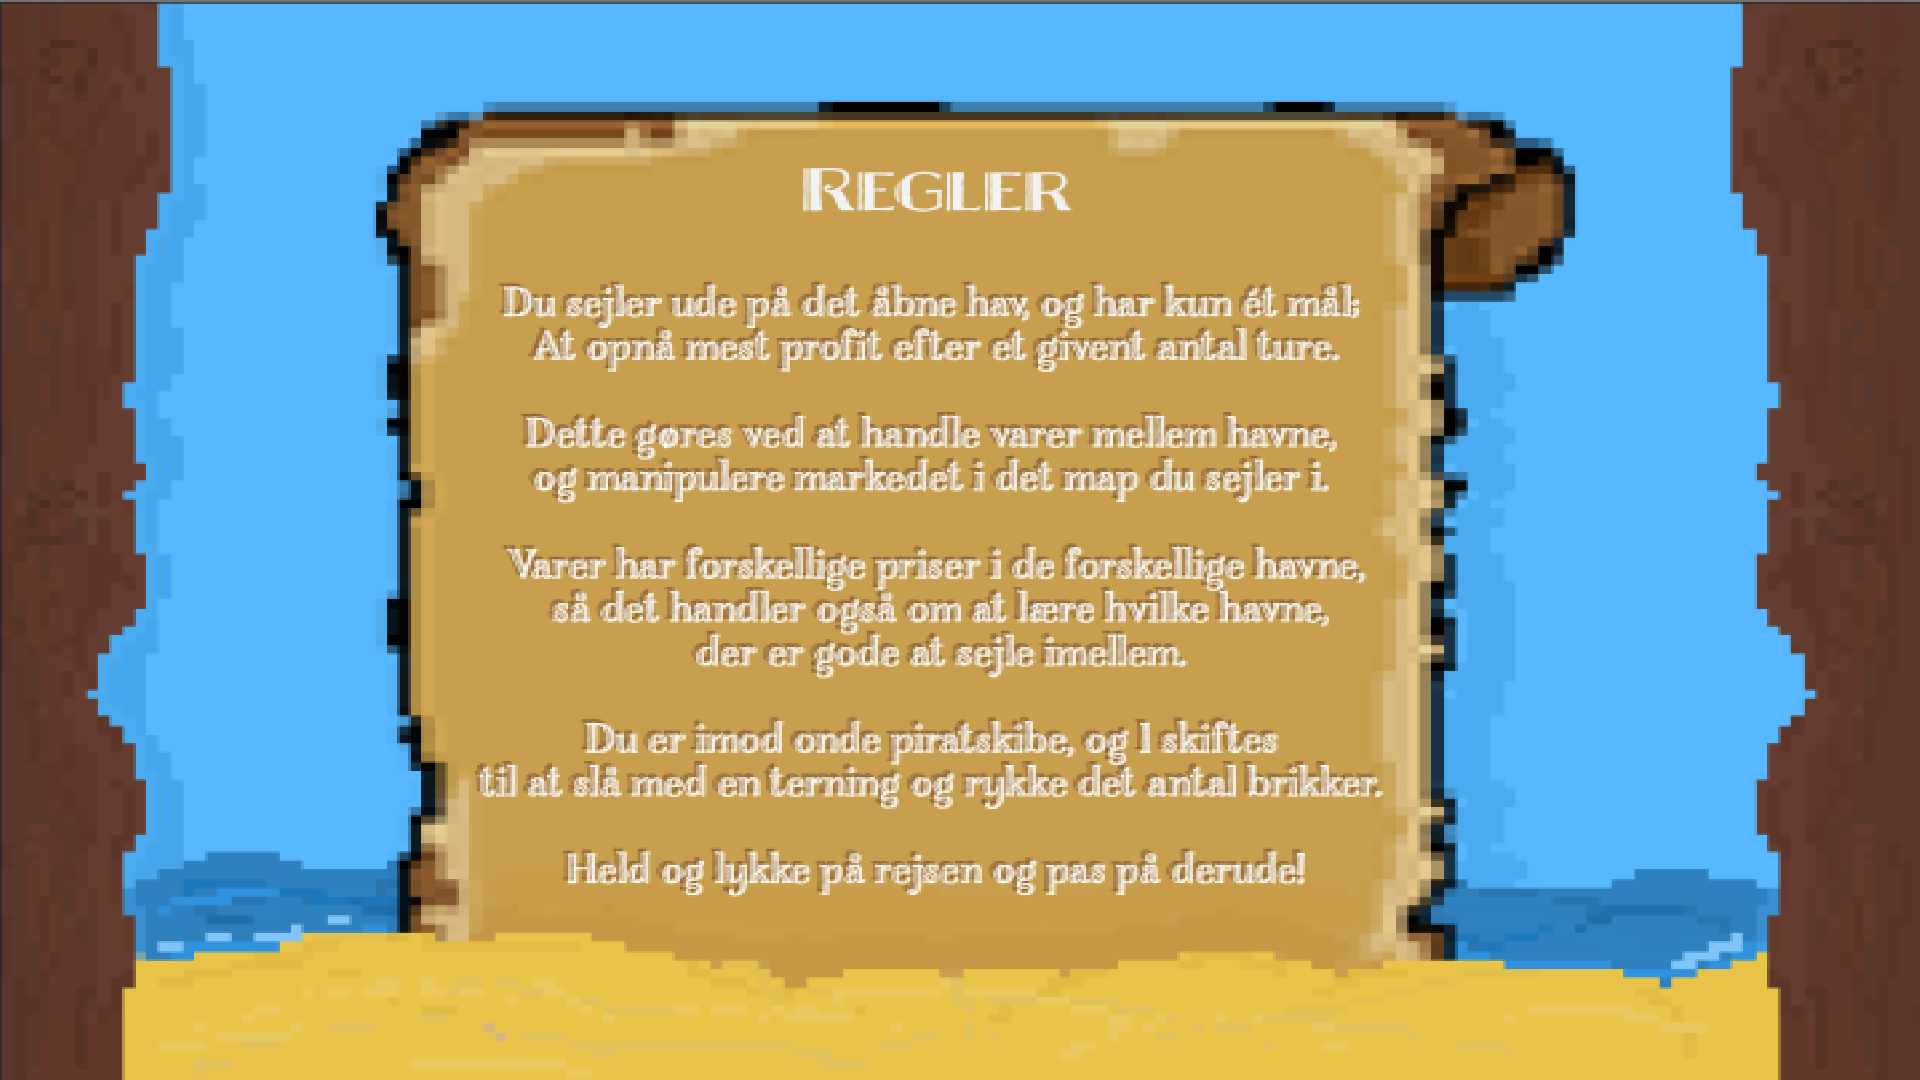 REGLER
Du sejler ude på det åbne hav, og har kun ét mål;
At opnå mest profit efter et givent antal ture.
Dette gøres ved at handle varer mellem havne,
og manipulere markedet i det map du sejler i.
Varer har forskellige priser i de forskellige havne,
så det handler også om at lære hvilke havne,
der er gode at sejle imellem.
Du er imod onde piratskibe, og I skiftes
til at slå med en terning og rykke det antal brikker.
Held og lykke på rejsen og pas på derude!